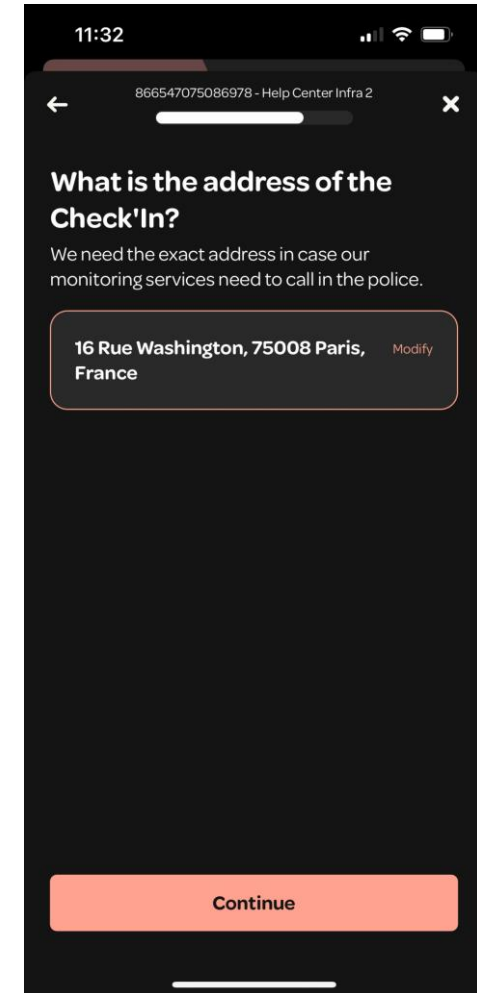 11:32
866547075086978 - Help Center Infra 2
What is the address of the
Check'In?
We need the exact address in case our
monitoring services need to call in the police.
16 Rue Washington, 75008 Paris,
France
Modify
Continue